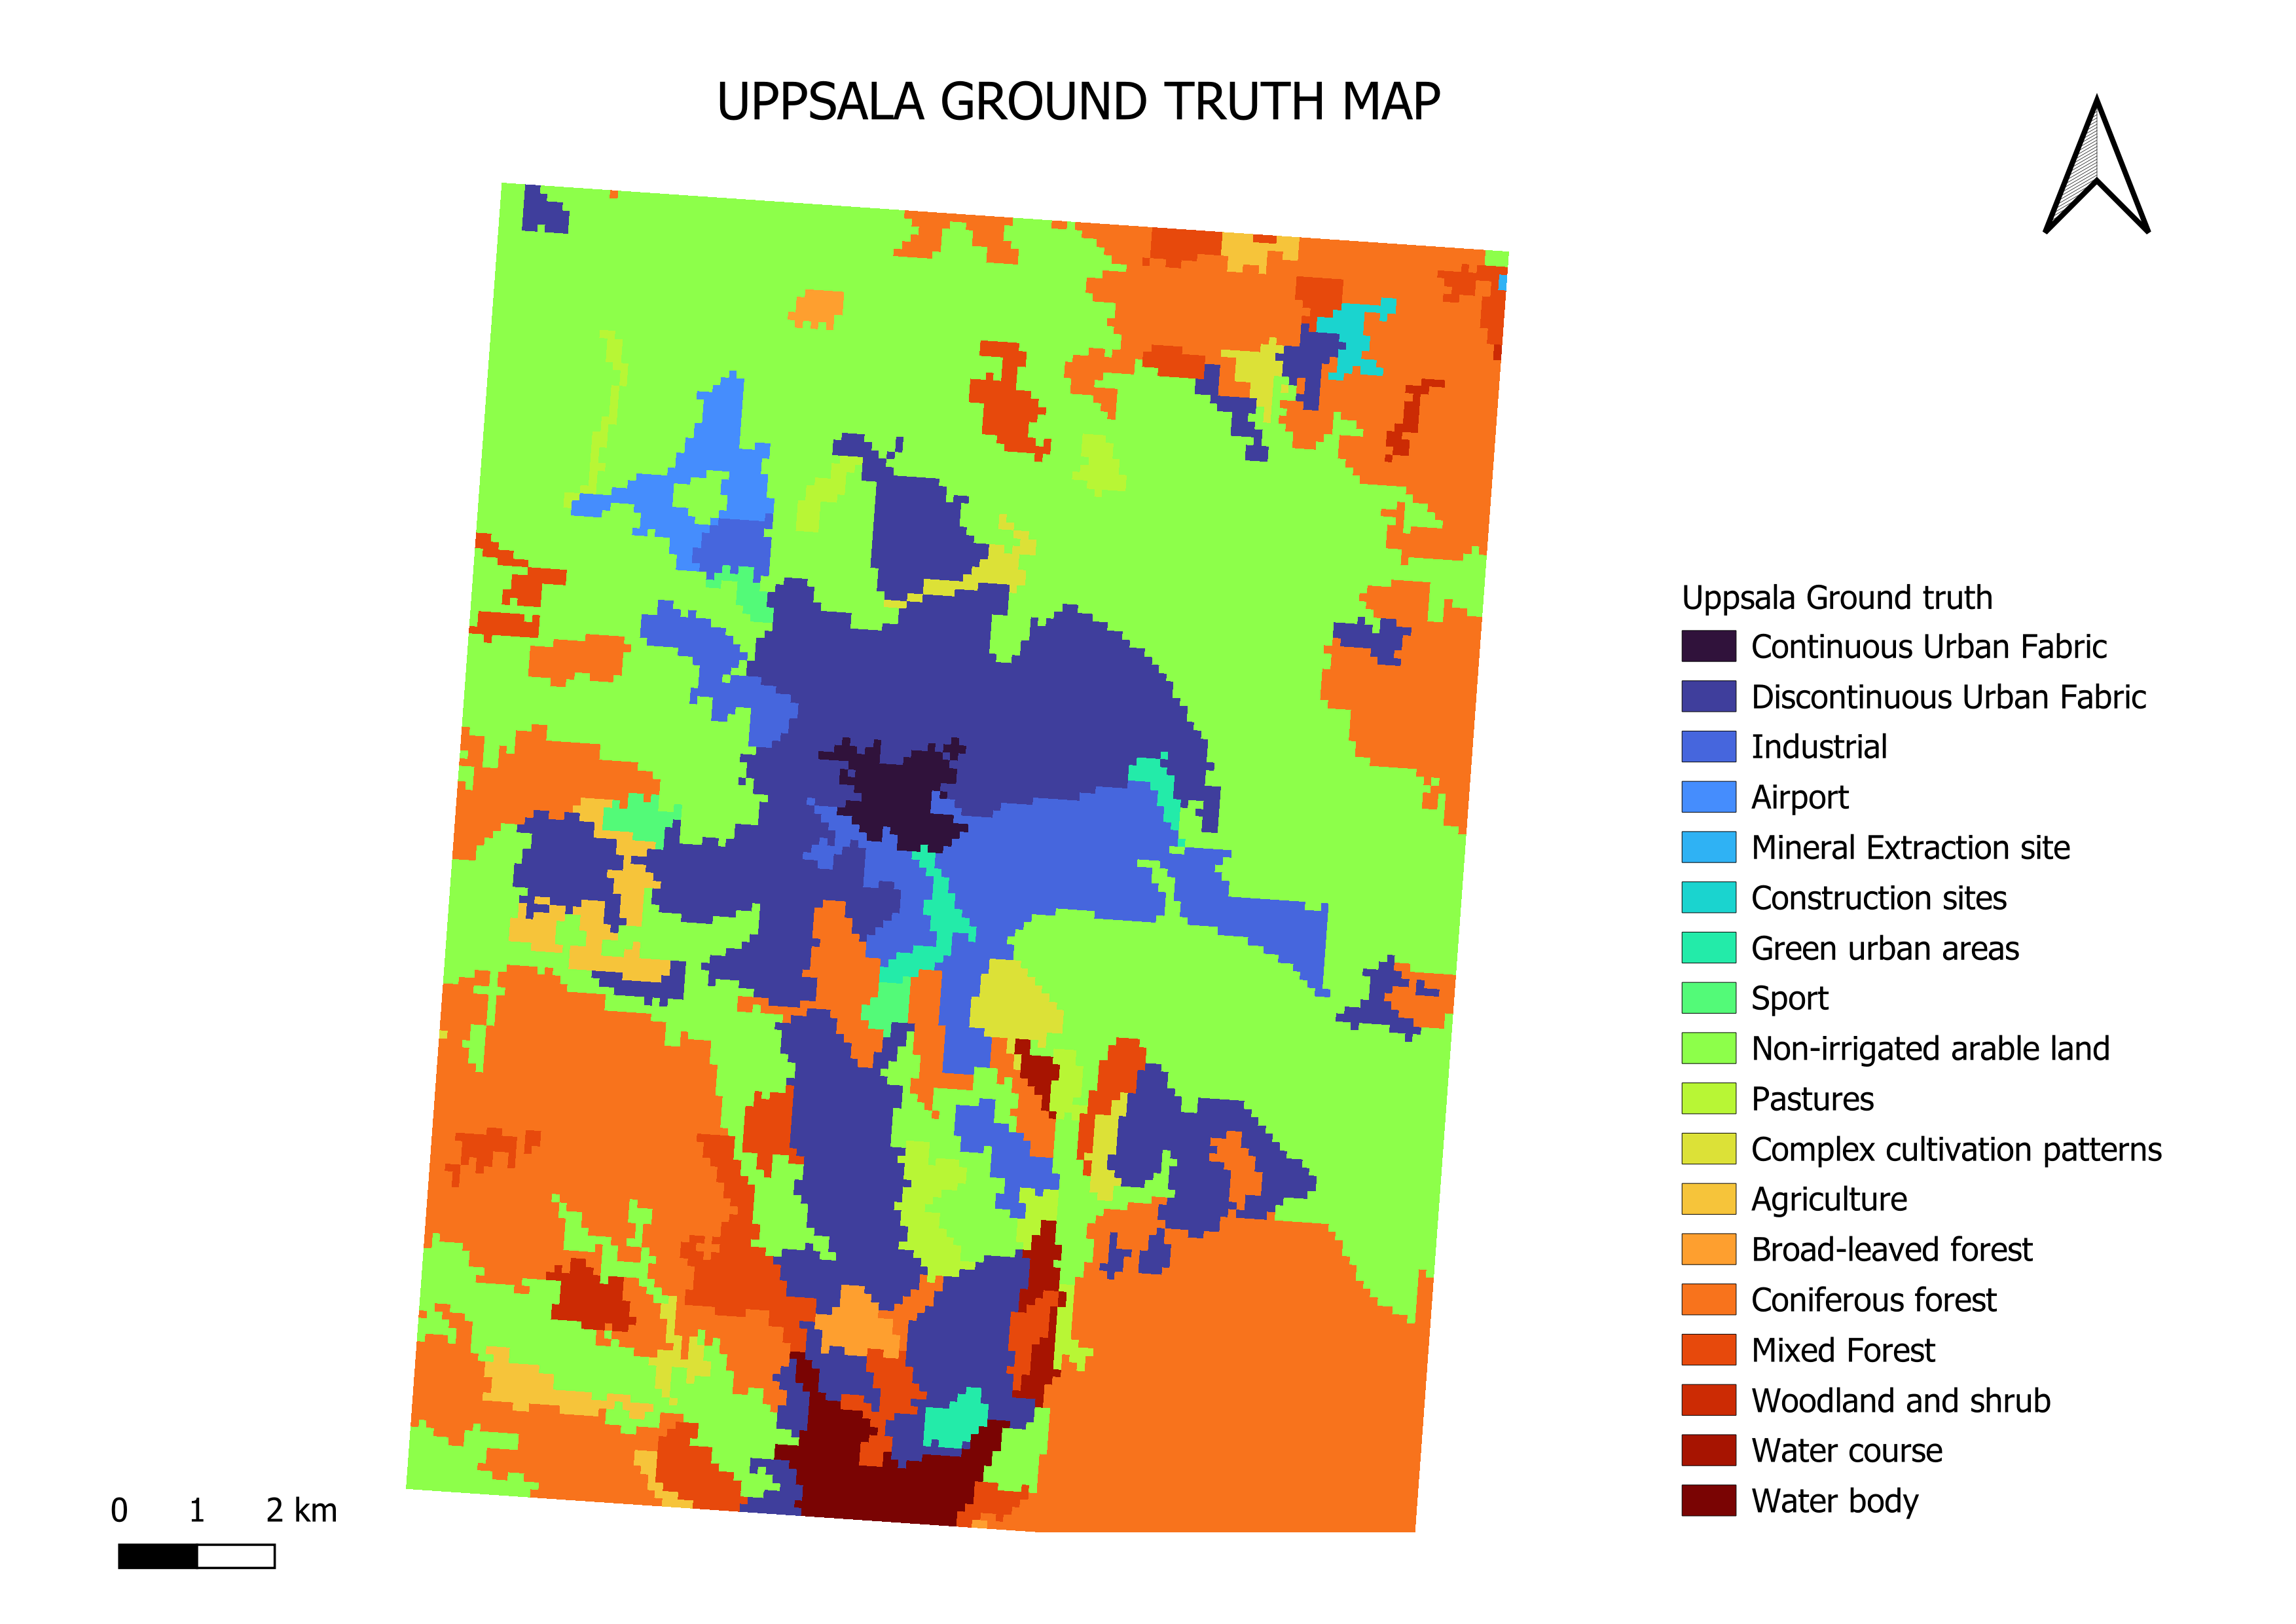 UPPSALA GROUND TRUTH MAP
Uppsala Ground truth
Continuous Urban Fabric
Discontinuous Urban Fabric
Industrial
Airport
Mineral Extraction site
Construction sites
Green urban areas
Sport
Non-irrigated arable land
Pastures
Complex cultivation patterns
Agriculture
Broad-leaved forest
Coniferous forest
Mixed Forest
Woodland and shrub
Water course
Water body
0 1 2 km